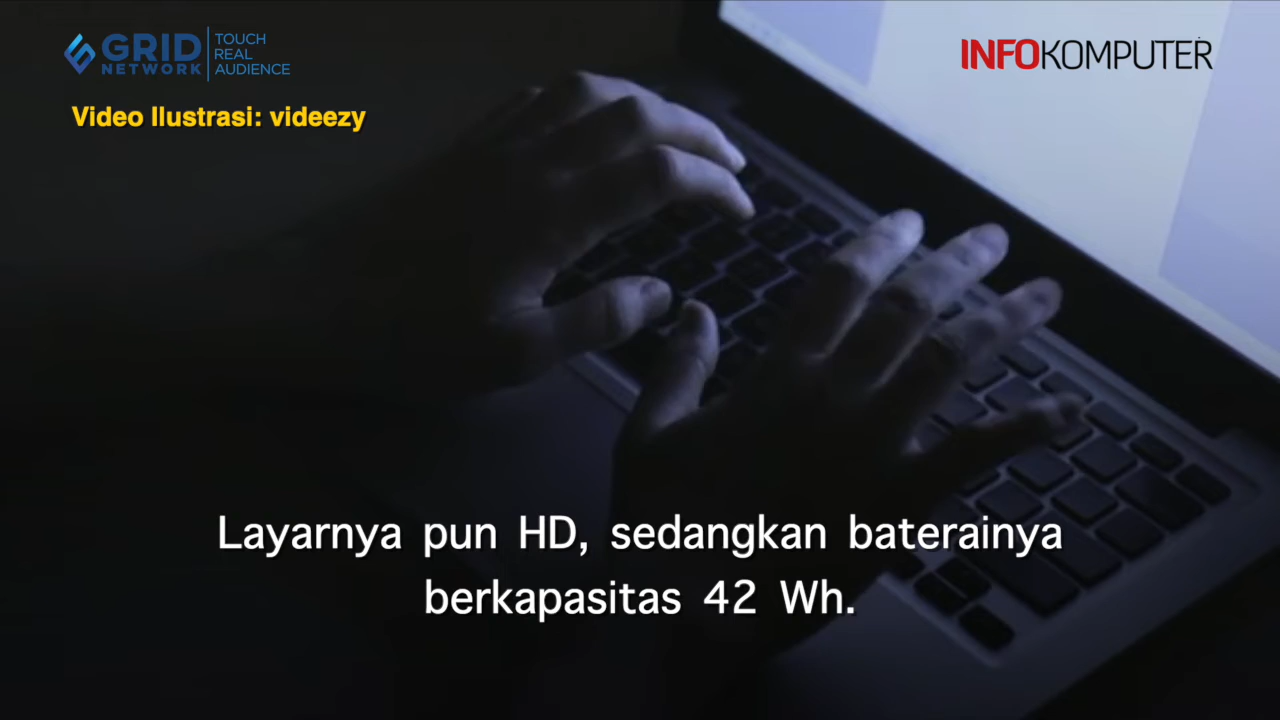 GRID
NETWORK
TOUCH
REAL
AUDIENCE
INFOKOMPUTER
Video Ilustrasi: videezy
Layarnya pun HD, sedangkan baterainya
berkapasitas 42 Wh.